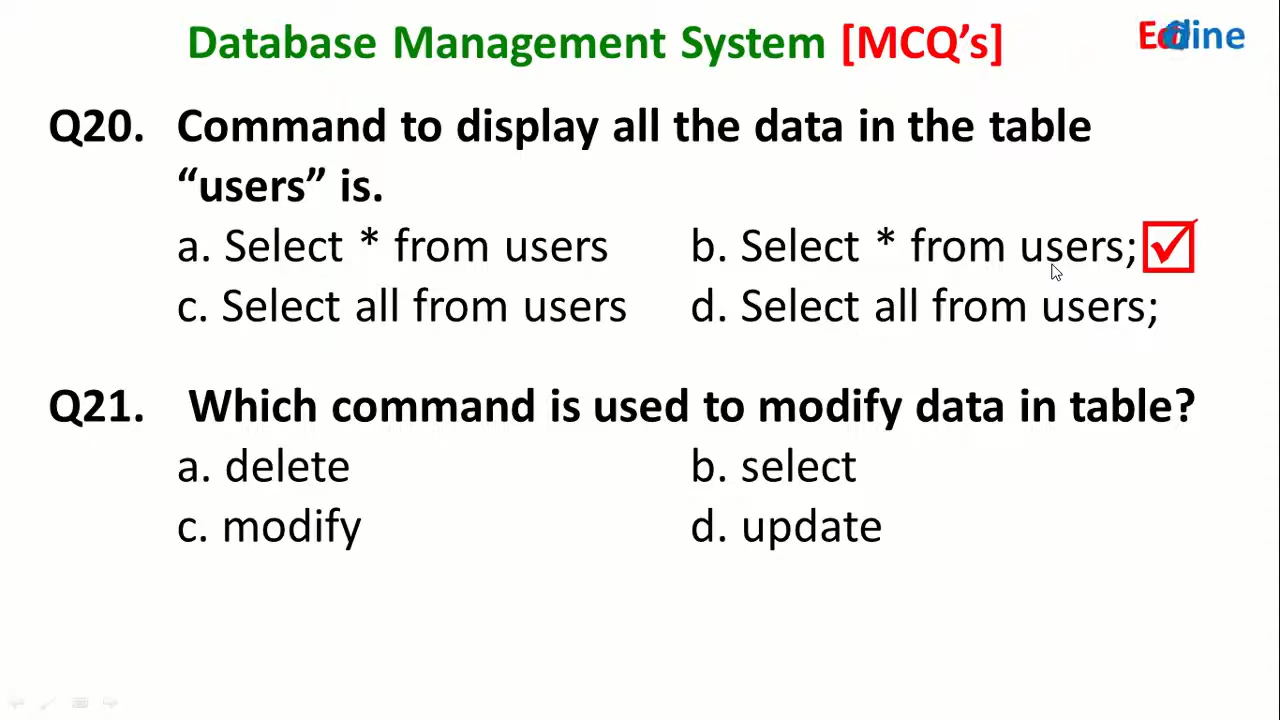 Database Management System [MCQ’s]
Q20. Command to display all the data in the table
“users” is.
a. Select * from users b. Select * from users;
c. Select all from users d. Select all from users;
Q21. Which command is used to modify data in table?
a. delete b. select
c. modify d. update